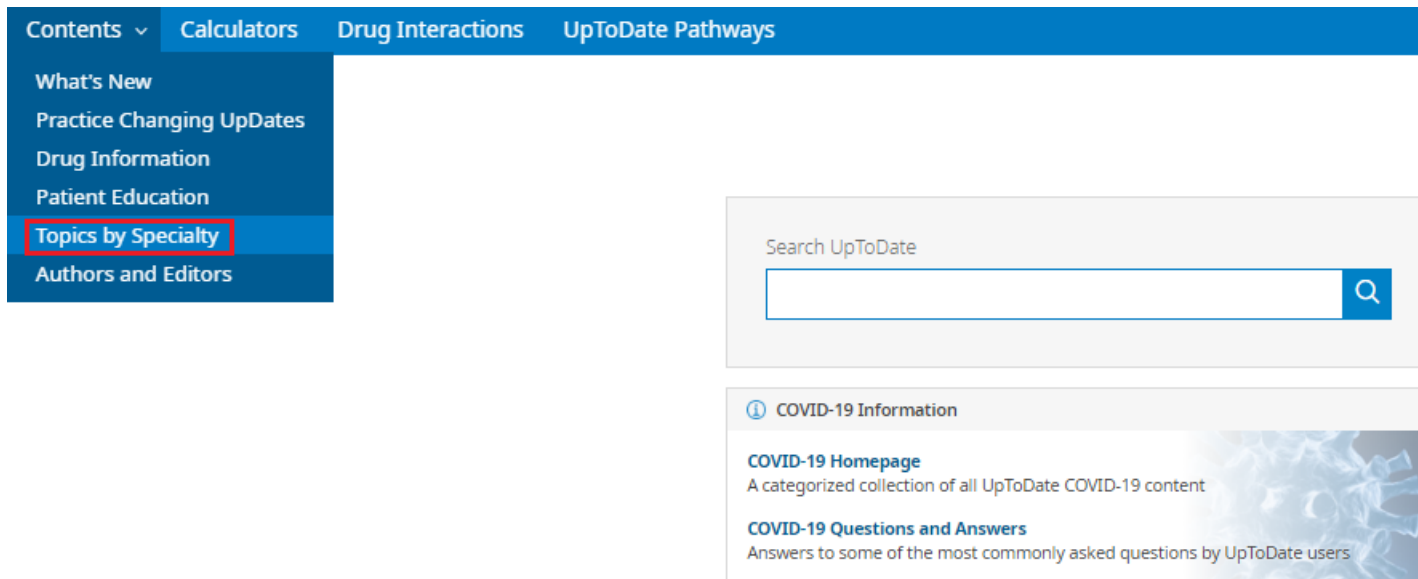 Contents Calculators Drug Interactions UpToDate Pathways
What's New
Practice Changing UpDates
Drug Information
Patient Education
Topics by Specialty
Authors and Editors
Search UpToDate
COVID-19 Information
COVID-19 Homepage
A categorized collection of all UpToDate COVID-19 content
COVID-19 Questions and Answers
Answers to some of the most commonly asked questions by UpToDate users